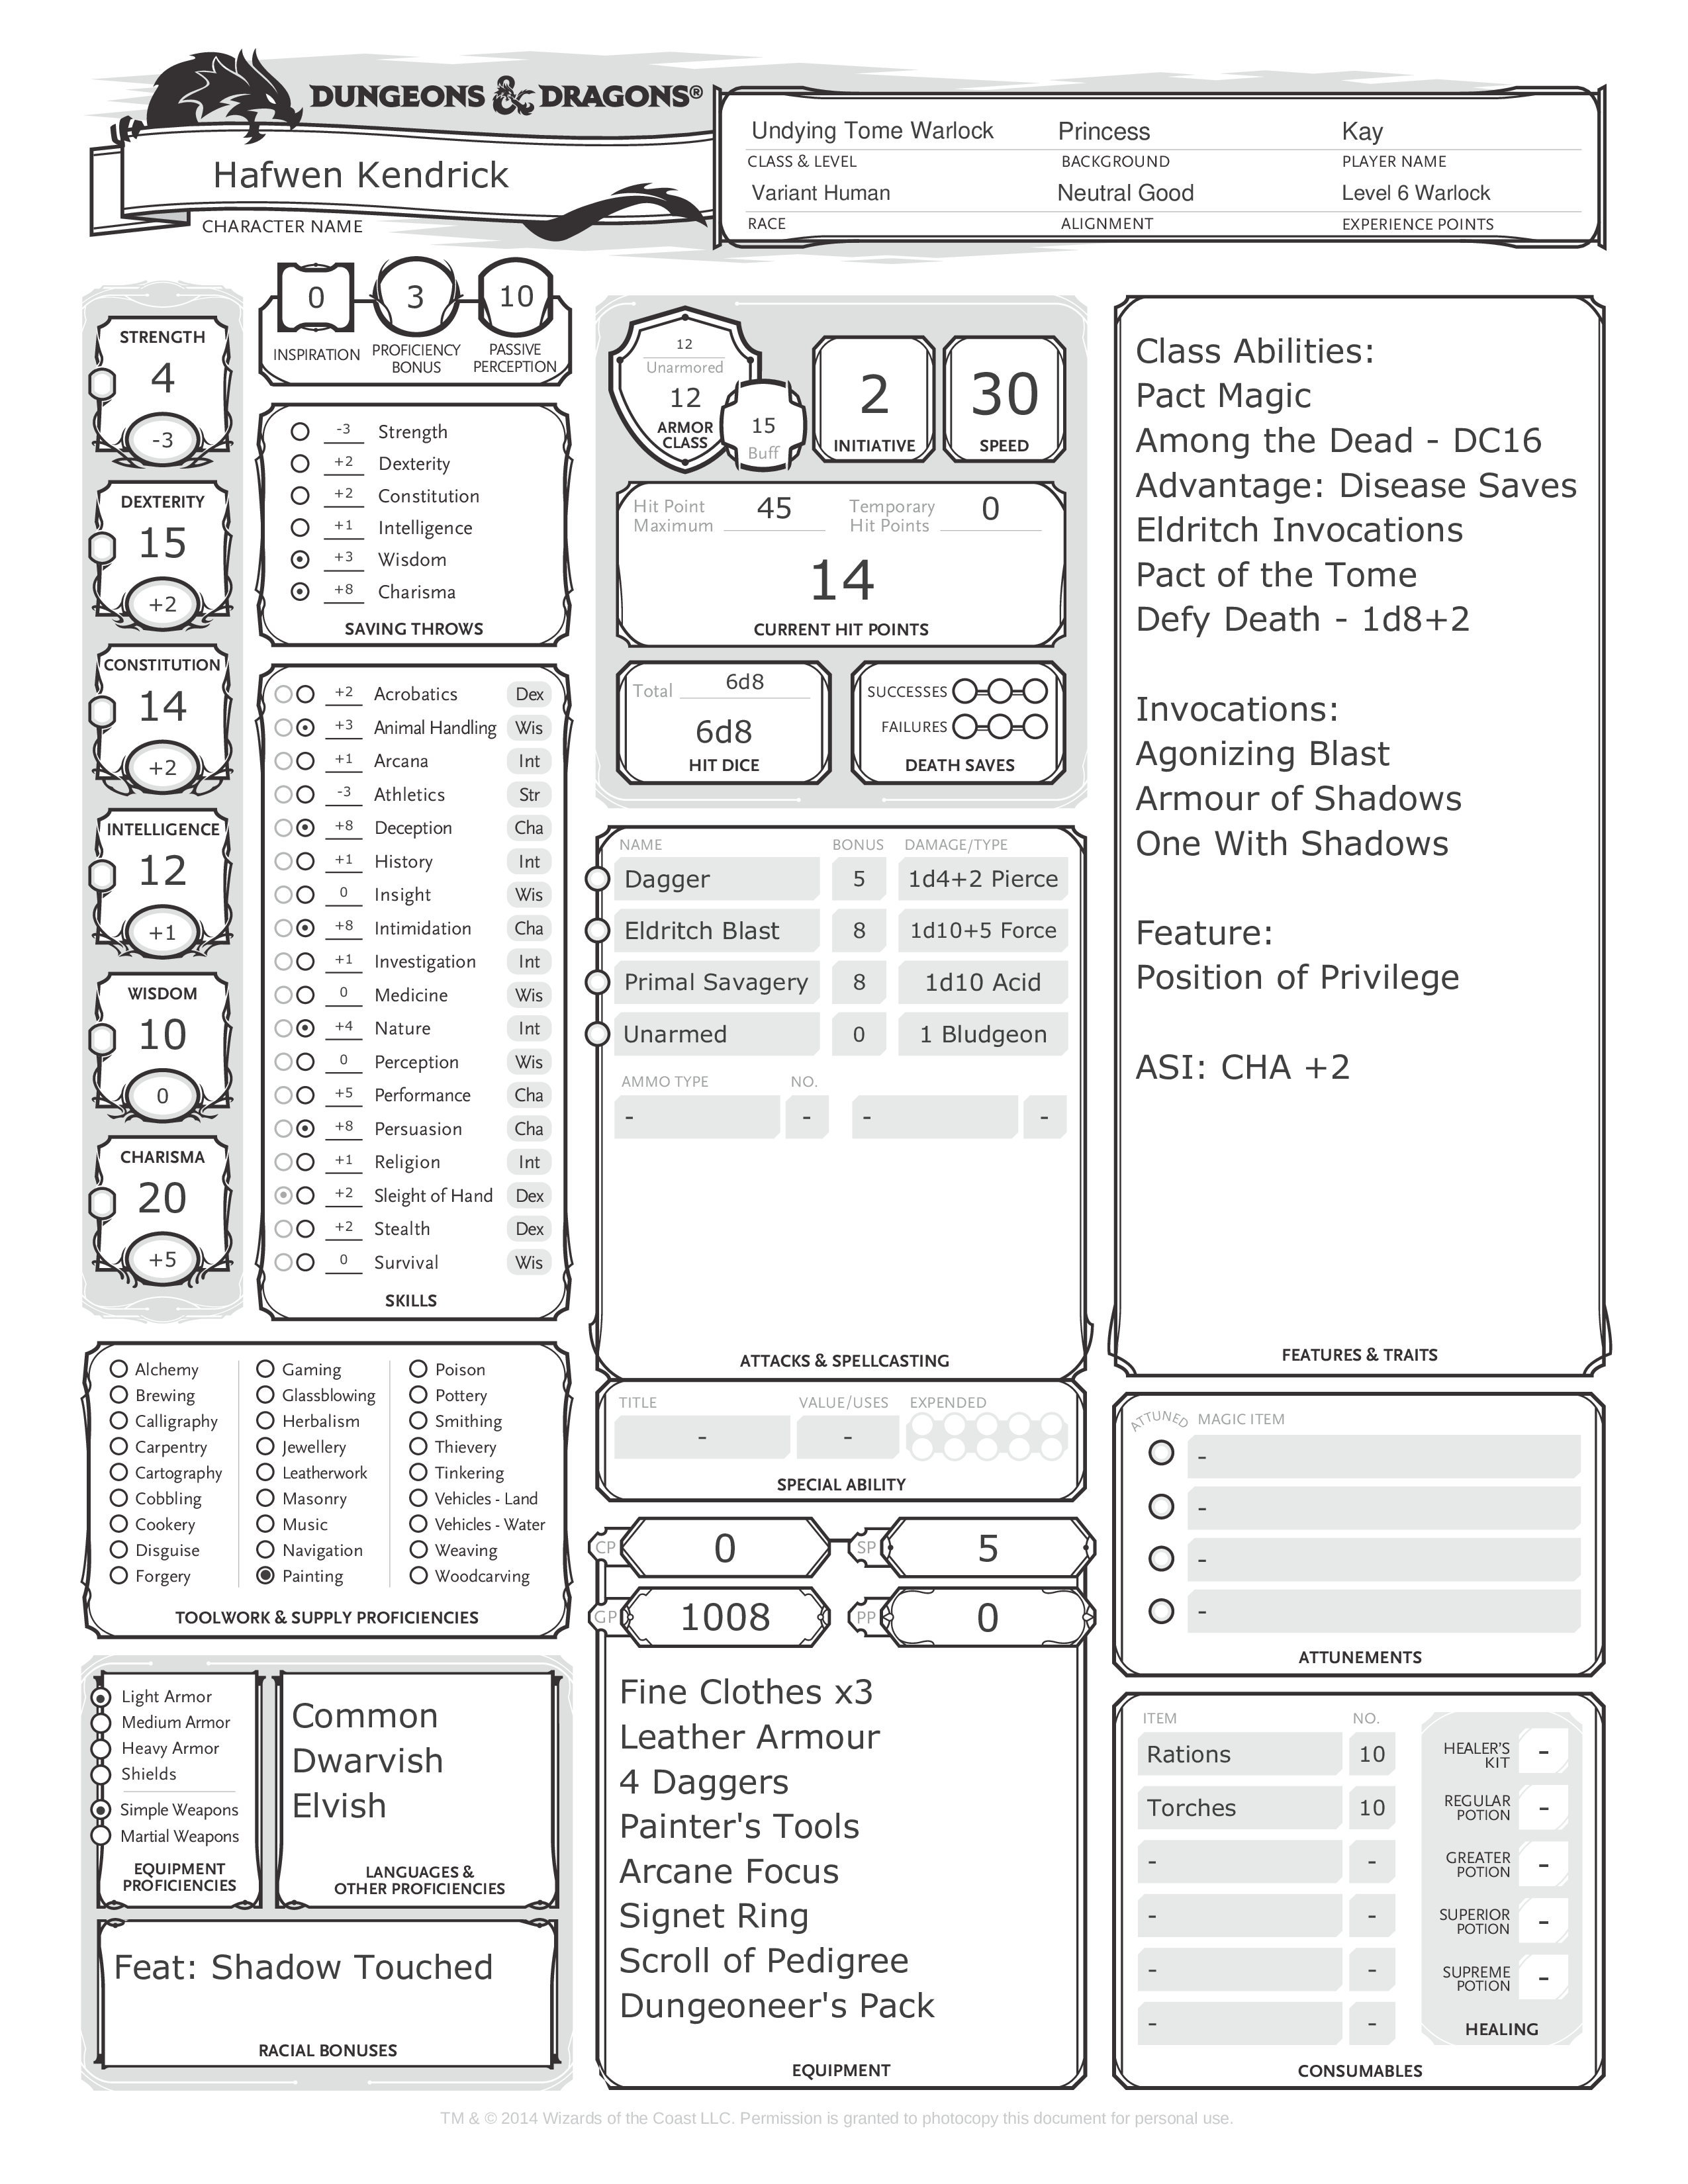 DUNGEONS & DRAGONS®
Hafwen Kendrick
CHARACTER NAME
Undying Tome Warlock
Princess
Kay
CLASS & LEVEL
BACKGROUND
PLAYER NAME
Variant Human
Neutral Good
Level 6 Warlock
RACE
ALIGNMENT
EXPERIENCE POINTS
STRENGTH
4
-3
DEXTERITY
15
+2
CONSTITUTION
14
+2
INTELLIGENCE
12
+1
WISDOM
10
0
CHARISMA
20
+5
0
INSPIRATION
3
PROFICIENCY
BONUS
10
PASSIVE
PERCEPTION
-3 Strength
+2 Dexterity
+2 Constitution
+1 Intelligence
+3 Wisdom
+8 Charisma
SAVING THROWS
+2 Acrobatics Dex
+3 Animal Handling Wis
+1 Arcana Int
-3 Athletics Str
+8 Deception Cha
+1 History Int
0 Insight Wis
+8 Intimidation Cha
+1 Investigation Int
0 Medicine Wis
+4 Nature Int
0 Perception Wis
+5 Performance Cha
+8 Persuasion Cha
+1 Religion Int
+2 Sleight of Hand Dex
+2 Stealth Dex
0 Survival Wis
SKILLS
Alchemy
Brewing
Calligraphy
Carpentry
Cartography
Cobbling
Cookery
Disguise
Forgery
Gaming
Glassblowing
Herbalism
Jewellery
Leatherwork
Masonry
Music
Navigation
Painting
Poison
Pottery
Smithing
Thievery
Tinkering
Vehicles - Land
Vehicles - Water
Weaving
Woodcarving
TOOLWORK & SUPPLY PROFICIENCIES
Light Armor
Medium Armor
Heavy Armor
Shields
Simple Weapons
Martial Weapons
EQUIPMENT
PROFICIENCIES
Common
Dwarvish
Elvish
LANGUAGES &
OTHER PROFICIENCIES
Feat: Shadow Touched
RACIAL BONUSES
12
Unarmored
12
ARMOR
CLASS
15
Buff
2
INITIATIVE
30
SPEED
Hit Point
Maximum
45
Temporary
Hit Points
0
14
CURRENT HIT POINTS
Total 6d8
6d8
HIT DICE
SUCCESSES
FAILURES
DEATH SAVES
NAME BONUS DAMAGE/TYPE
Dagger 5 1d4+2 Pierce
Eldritch Blast 8 1d10+5 Force
Primal Savagery 8 1d10 Acid
Unarmed 0 1 Bludgeon
AMMO TYPE NO.
- - - -
ATTACKS & SPELLCASTING
TITLE VALUE/USES EXPENDED
- -
SPECIAL ABILITY
CP 0 SP 5
GP 1008 PP 0
Fine Clothes x3
Leather Armour
4 Daggers
Painter's Tools
Arcane Focus
Signet Ring
Scroll of Pedigree
Dungeoneer's Pack
EQUIPMENT
Class Abilities:
Pact Magic
Among the Dead - DC16
Advantage: Disease Saves
Eldritch Invocations
Pact of the Tome
Defy Death - 1d8+2
Invocations:
Agonizing Blast
Armour of Shadows
One With Shadows
Feature:
Position of Privilege
ASI: CHA +2
FEATURES & TRAITS
ATTUNED MAGIC ITEM
-
-
-
-
ATTUNEMENTS
ITEM NO.
Rations 10
Torches 10
- -
- -
- -
- -
HEALER'S
KIT
-
REGULAR
POTION
-
GREATER
POTION
-
SUPERIOR
POTION
-
SUPREME
POTION
-
HEALING
CONSUMABLES
TM & © 2014 Wizards of the Coast LLC. Permission is granted to photocopy this document for personal use.